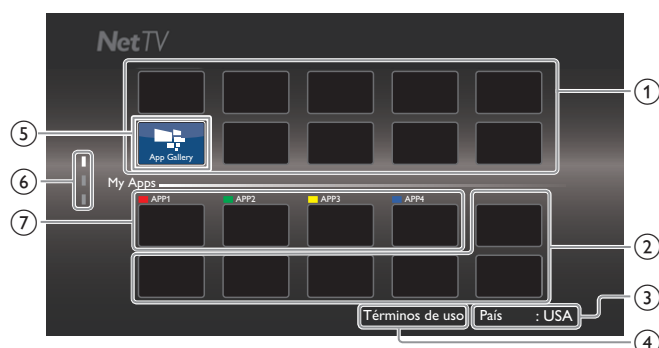 NetTV
1
5
App Gallery
6
My Apps
7
APP1 APP2 APP3 APP4
2
Términos de uso
País : USA
3
4